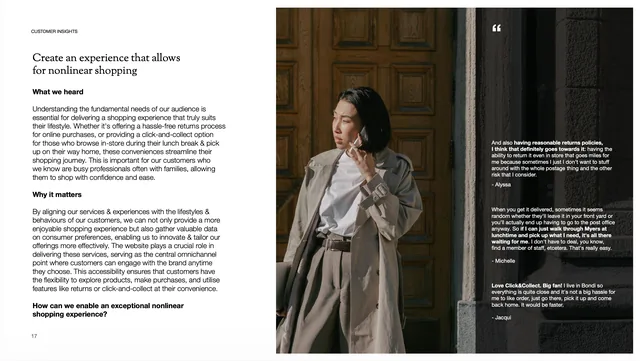 CUSTOMER INSIGHTS
Create an experience that allows
for nonlinear shopping
What we heard
Understanding the fundamental needs of our audience is
essential for delivering a shopping experience that truly suits
their lifestyle. Whether it's offering a hassle-free returns process
for online purchases, or providing a click-and-collect option
for those who browse in-store during their lunch break & pick
up on their way home, these conveniences streamline their
shopping journey. This is important for our customers who
we know are busy professionals often with families, allowing
them to shop with confidence and ease.
Why it matters
By aligning our services & experiences with the lifestyles &
behaviours of our customers, we can not only provide a more
enjoyable shopping experience but also gather valuable data
on consumer preferences, enabling us to innovate & tailor our
offerings more effectively. The website plays a crucial role in
delivering these services, serving as the central omnichannel
point where customers can engage with the brand anytime
they choose. This accessibility ensures that customers have
the flexibility to explore products, make purchases, and utilise
features like returns or click-and-collect at their convenience.
How can we enable an exceptional nonlinear
shopping experience?
17
“
And also having reasonable returns policies,
I think that definitely goes towards it: having the
ability to return it even in store that goes miles for
me because sometimes I just don't want to stuff
around with the whole postage thing and the other
risk that I consider.
- Alyssa
When you get it delivered, sometimes it seems
random whether they'll leave it in your front yard or
you'll actually end up having to go to the post office
anyway. So if I can just walk through Myers at
lunchtime and pick up what I need, it's all there
waiting for me. I don't have to deal, you know,
find a member of staff, etcetera. That's really easy.
- Michelle
Love Click&Collect. Big fan! I live in Bondi so
everything is quite close and it's not a big hassle for
me to like order, just go there, pick it up and come
back home. It would be faster.
- Jacqui